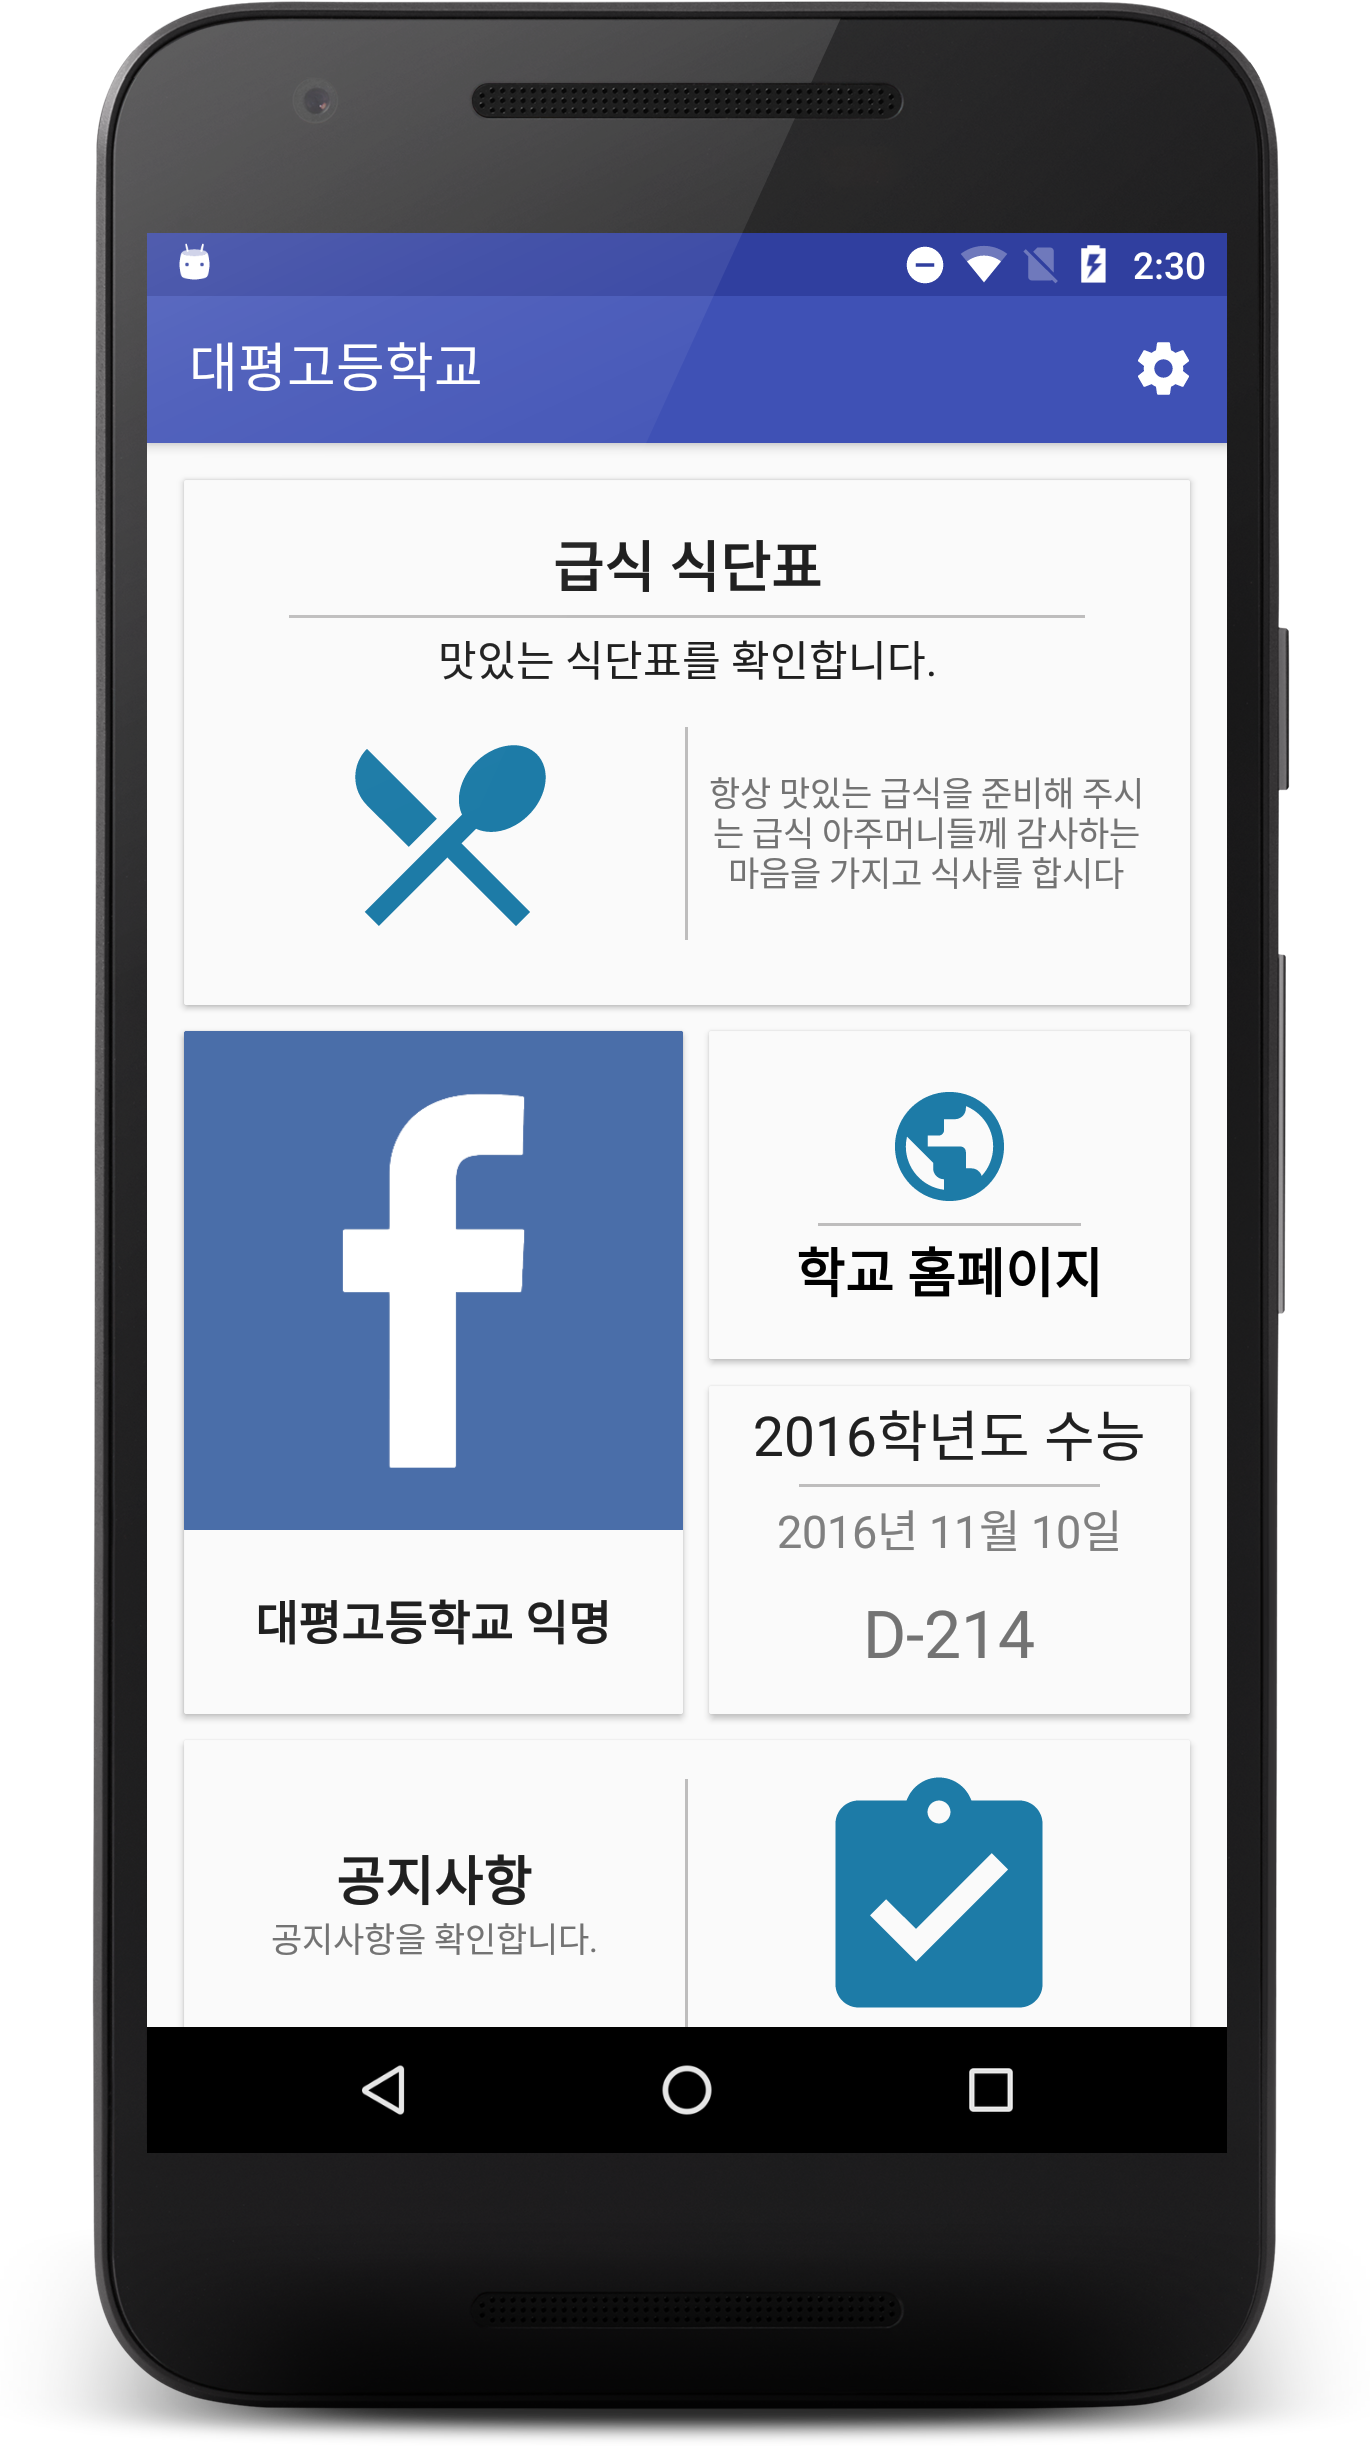 2:30
대평고등학교
급식 식단표
맛있는 식단표를 확인합니다.
항상 맛있는 급식을 준비해 주시
는 급식 아주머니들께 감사하는
마음을 가지고 식사를 합시다
f
대평고등학교 익명
학교 홈페이지
2016학년도 수능
2016년 11월 10일
D-214
공지사항
공지사항을 확인합니다.